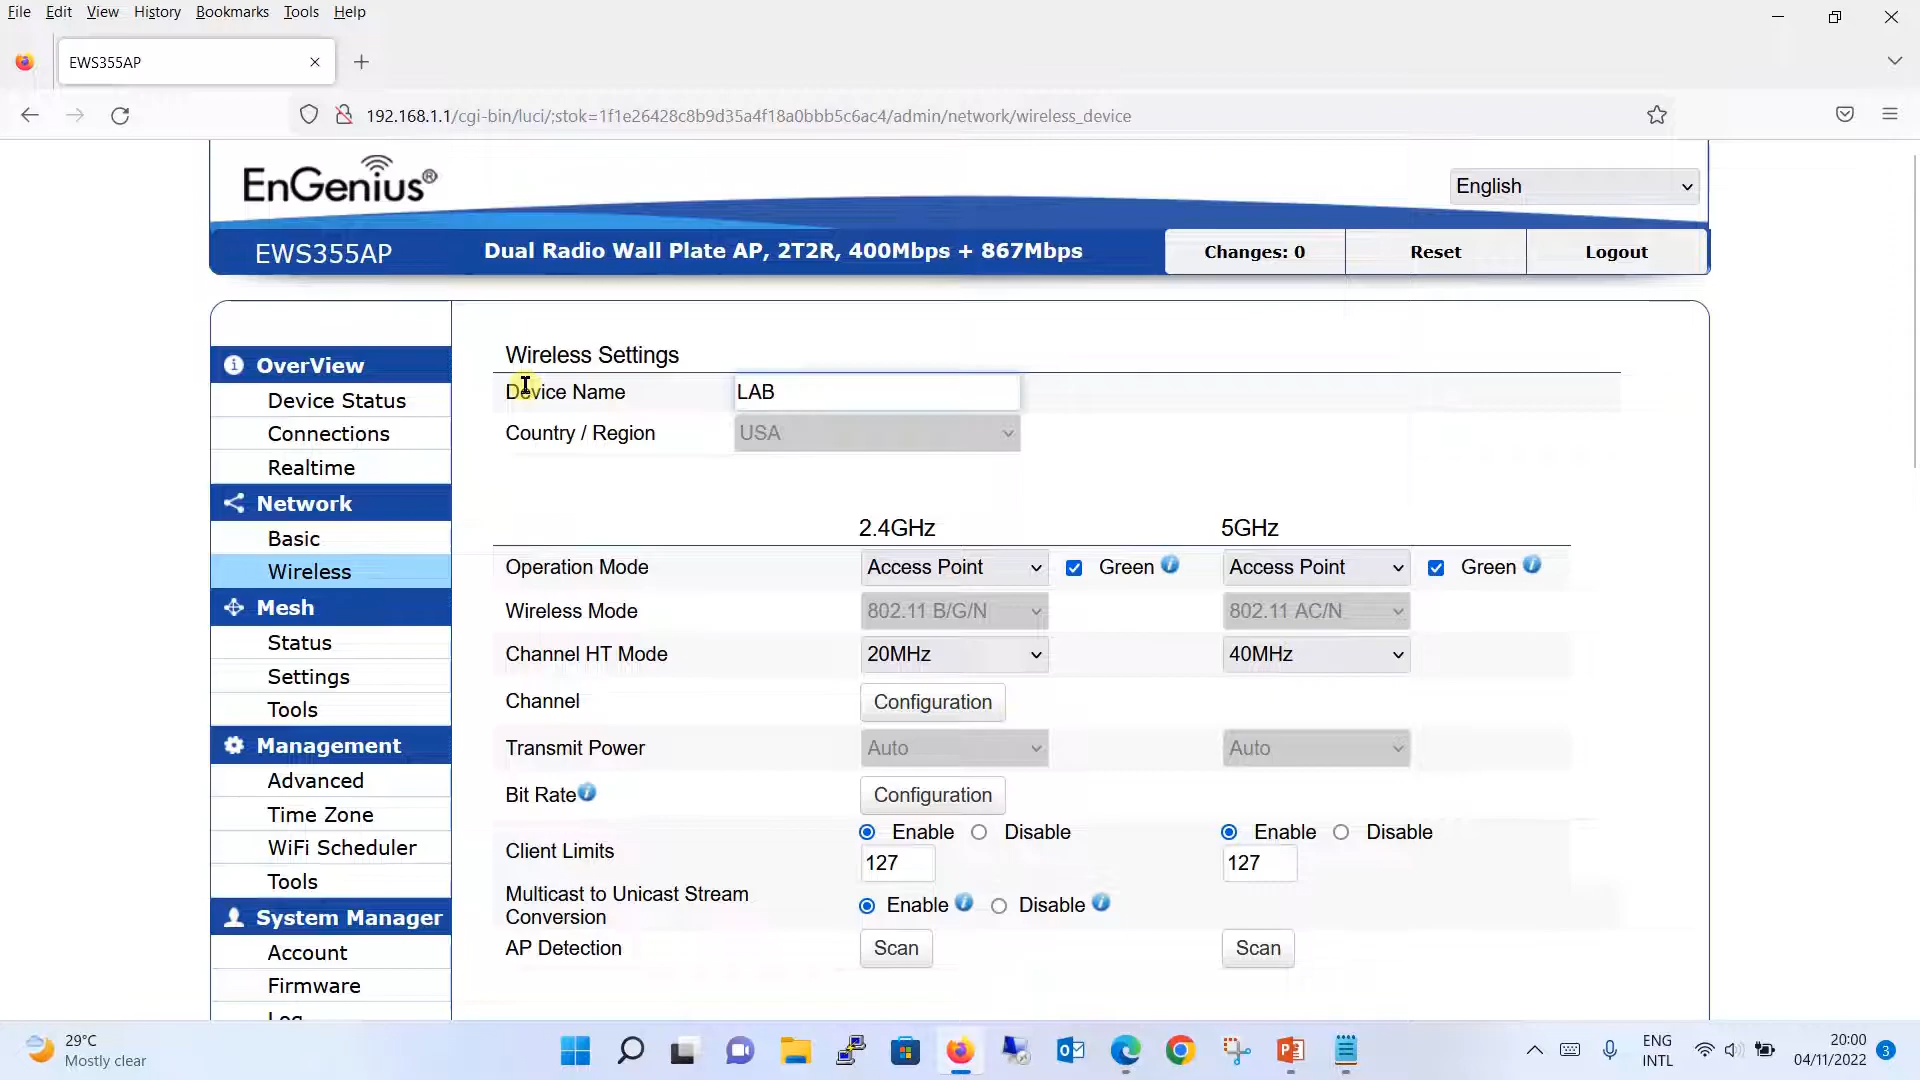 File Edit View History Bookmarks Tools Help
EWS355AP
192.168.1.1/cgi-bin/luci/;stok=1f1e26428c8b9d35a4f18a0bbb5c6ac4/admin/network/wireless_device
EnGenius®
English
EWS355AP Dual Radio Wall Plate AP, 2T2R, 400Mbps + 867Mbps Changes: 0 Reset Logout
OverView
Device Status
Connections
Realtime
Network
Basic
Wireless
Mesh
Status
Settings
Tools
Management
Advanced
Time Zone
WiFi Scheduler
Tools
System Manager
Account
Firmware
Log
Wireless Settings
Device Name LAB
Country / Region USA
2.4GHz 5GHz
Operation Mode Access Point Green Access Point Green
Wireless Mode 802.11 B/G/N 802.11 AC/N
Channel HT Mode 20MHz 40MHz
Channel Configuration
Transmit Power Auto Auto
Bit Rate Configuration
Client Limits Enable Disable Enable Disable
127 127
Multicast to Unicast Stream
Conversion Enable Disable
AP Detection Scan Scan
29°C
Mostly clear
ENG
INTL
20:00
04/11/2022
3